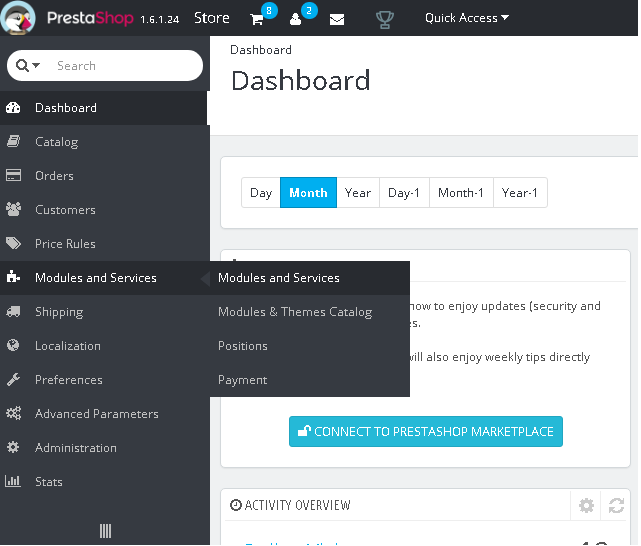 PrestaShop 1.6.1.24 Store 8 2 Quick Access
Search
Dashboard
Catalog
Orders
Customers
Price Rules
Modules and Services
Shipping
Localization
Preferences
Advanced Parameters
Administration
Stats
Modules and Services
Modules & Themes Catalog
Positions
Payment
Dashboard
Dashboard
Day Month Year Day-1 Month-1 Year-1
how to enjoy updates (security and
will also enjoy weekly tips directly
CONNECT TO PRESTASHOP MARKETPLACE
ACTIVITY OVERVIEW